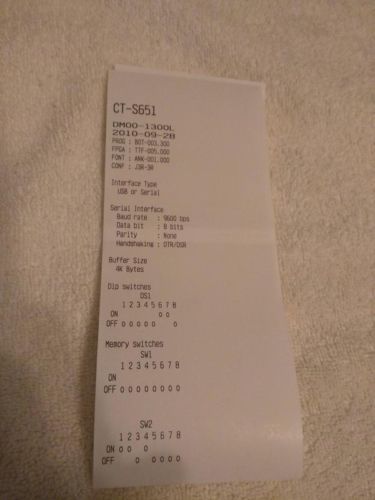 CT-S651
DM00-1300L
2010-09-28
PROG : BOT-003.300
FPGA : TTF-005.000
FONT : ANK-001.000
CONF : J3R-3R
Interface Type
USB or Serial
Serial Interface
Baud rate : 9600 bps
Data bit : 8 bits
Parity : None
Handshaking : DTR/DSR
Buffer Size
4K Bytes
Dip switches
DS1
1 2 3 4 5 6 7 8
ON o o
OFF o o o o o o
Memory switches
SW1
1 2 3 4 5 6 7 8
ON
OFF o o o o o o o o
SW2
1 2 3 4 5 6 7 8
ON o o o
OFF o o o o o